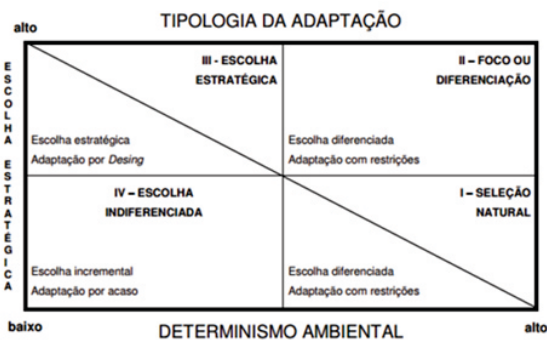 TIPOLOGIA DA ADAPTAÇÃO
alto
ESCOLHA ESTRATÉGICA
III - ESCOLHA
ESTRATÉGICA
Escolha estratégica
Adaptação por Desing
II – FOCO OU
DIFERENCIAÇÃO
Escolha diferenciada
Adaptação com restrições
IV – ESCOLHA
INDIFERENCIADA
Escolha incremental
Adaptação por acaso
I – SELEÇÃO
NATURAL
Escolha diferenciada
Adaptação com restrições
baixo
DETERMINISMO AMBIENTAL
alto